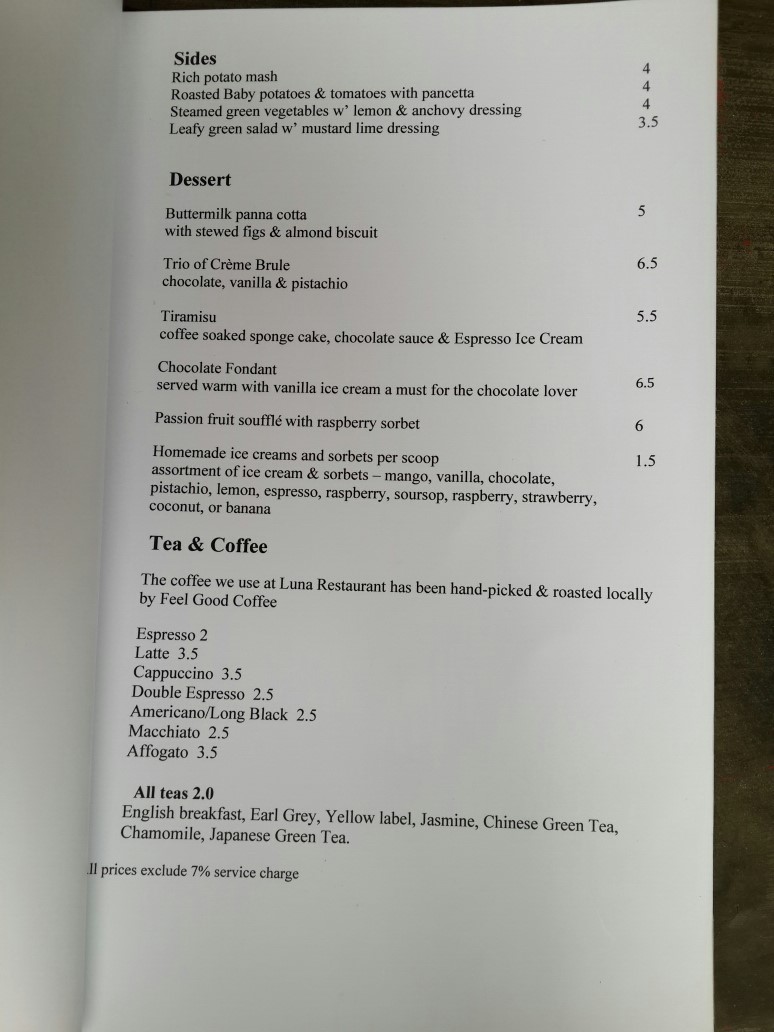 Sides
Rich potato mash 4
Roasted Baby potatoes & tomatoes with pancetta 4
Steamed green vegetables w’ lemon & anchovy dressing 4
Leafy green salad w’ mustard lime dressing 3.5
Dessert
Buttermilk panna cotta 5
with stewed figs & almond biscuit
Trio of Crème Brule 6.5
chocolate, vanilla & pistachio
Tiramisu 5.5
coffee soaked sponge cake, chocolate sauce & Espresso Ice Cream
Chocolate Fondant
served warm with vanilla ice cream a must for the chocolate lover 6.5
Passion fruit soufflé with raspberry sorbet 6
Homemade ice creams and sorbets per scoop 1.5
assortment of ice cream & sorbets – mango, vanilla, chocolate,
pistachio, lemon, espresso, raspberry, soursop, raspberry, strawberry,
coconut, or banana
Tea & Coffee
The coffee we use at Luna Restaurant has been hand-picked & roasted locally
by Feel Good Coffee
Espresso 2
Latte 3.5
Cappuccino 3.5
Double Espresso 2.5
Americano/Long Black 2.5
Macchiato 2.5
Affogato 3.5
All teas 2.0
English breakfast, Earl Grey, Yellow label, Jasmine, Chinese Green Tea,
Chamomile, Japanese Green Tea.
ll prices exclude 7% service charge